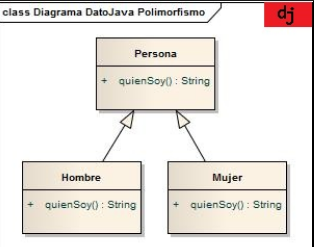 class Diagrama DatoJava Polimorfismo
dj
Persona
+ quienSoy() : String
Hombre
+ quienSoy() : String
Mujer
+ quienSoy() : String